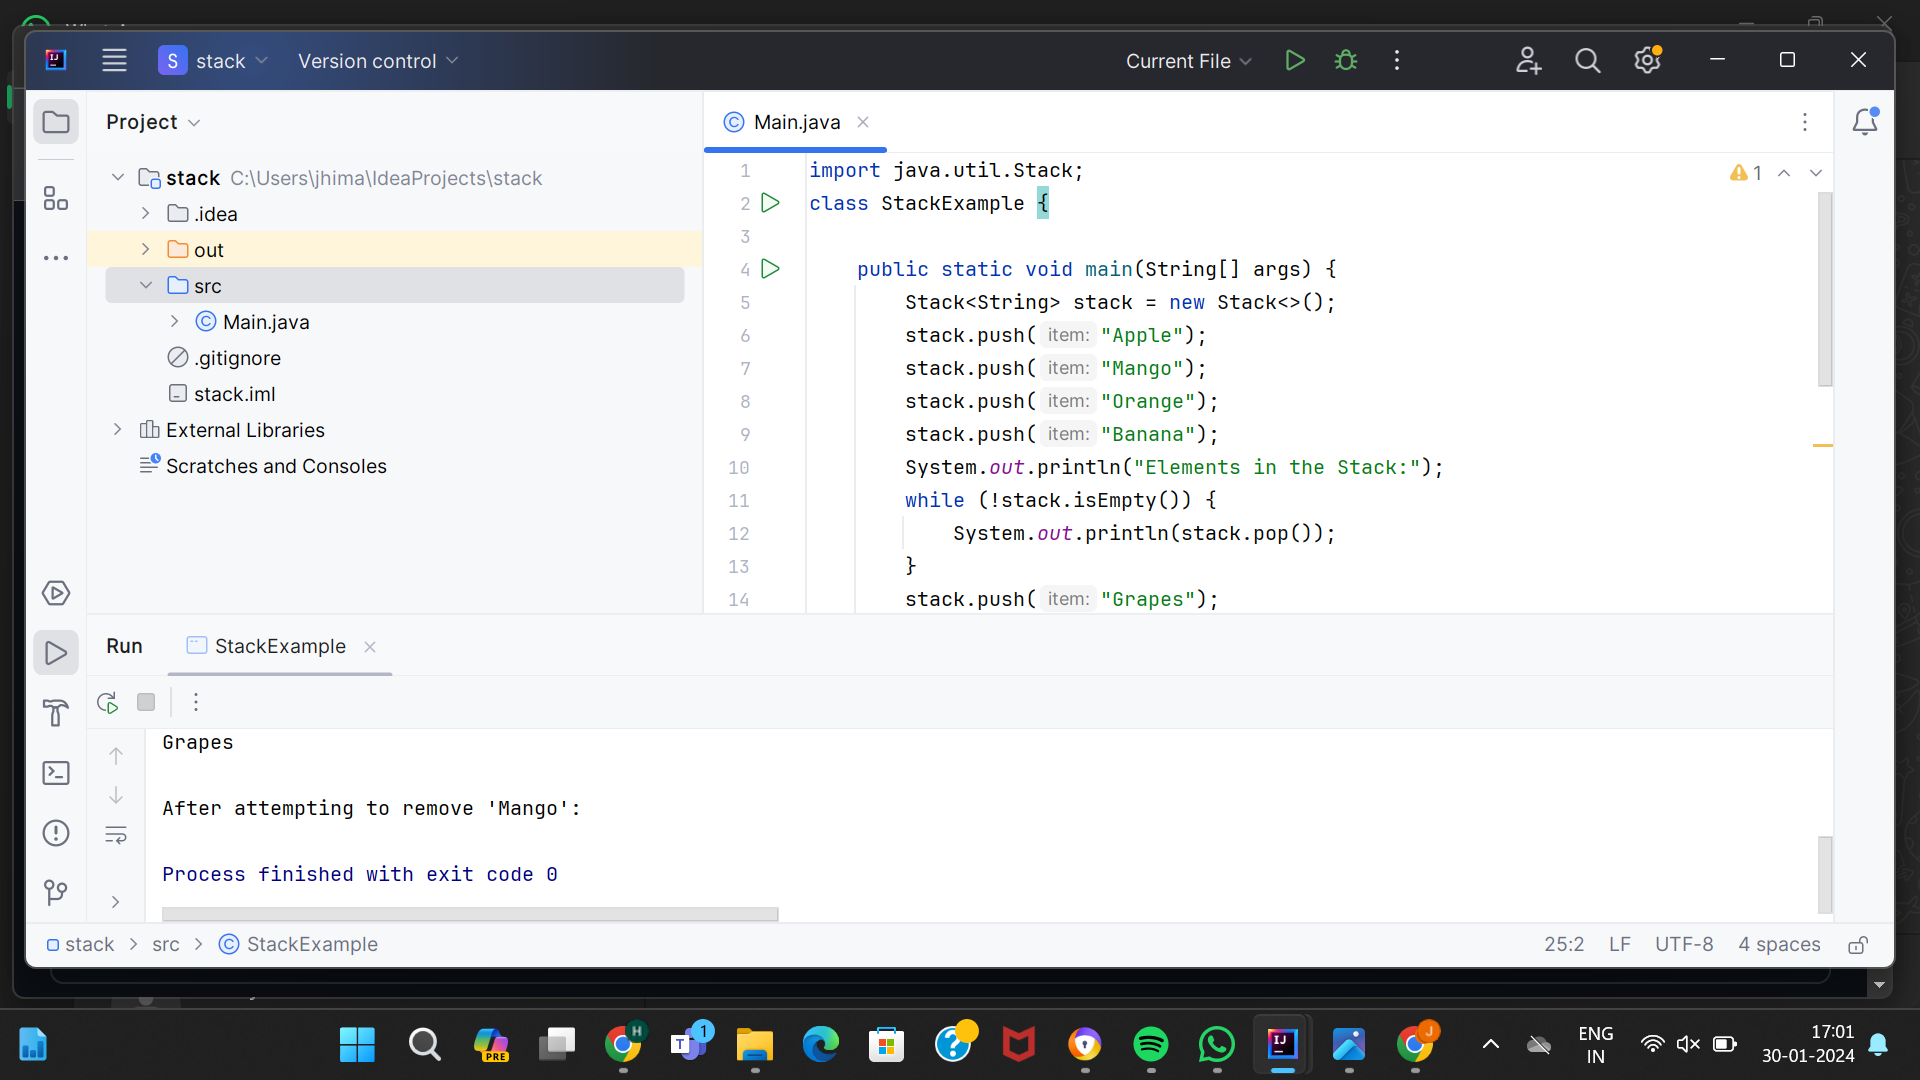 S stack Version control Current File
Project
Main.java
stack C:\Users\jhima\IdeaProjects\stack
.idea
out
src
Main.java
.gitignore
stack.iml
External Libraries
Scratches and Consoles
1
1 import java.util.Stack;
2 class StackExample {
3
4 public static void main(String[] args) {
5 Stack<String> stack = new Stack<>();
6 stack.push( item: "Apple");
7 stack.push( item: "Mango");
8 stack.push( item: "Orange");
9 stack.push( item: "Banana");
10 System.out.println("Elements in the Stack:");
11 while (!stack.isEmpty()) {
12 System.out.println(stack.pop());
13 }
14 stack.push( item: "Grapes");
Run StackExample
Grapes
After attempting to remove 'Mango':
Process finished with exit code 0
stack > src > StackExample 25:2 LF UTF-8 4 spaces
PRE
H
T 1
IJ
J
ENG
IN
17:01
30-01-2024